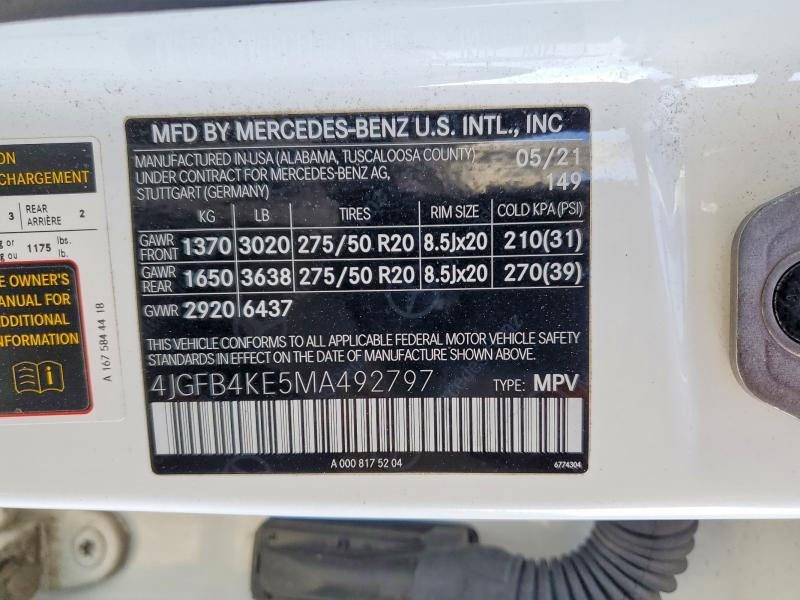 MFD BY MERCEDES-BENZ U.S. INTL., INC
MANUFACTURED IN-USA (ALABAMA, TUSCALOOSA COUNTY) 05/21
UNDER CONTRACT FOR MERCEDES-BENZ AG, 149
STUTTGART (GERMANY)
KG LB TIRES RIM SIZE COLD KPA (PSI)
GAWR FRONT 1370 3020 275/50 R20 8.5Jx20 210(31)
GAWR REAR 1650 3638 275/50 R20 8.5Jx20 270(39)
GVWR 2920 6437
THIS VEHICLE CONFORMS TO ALL APPLICABLE FEDERAL MOTOR VEHICLE SAFETY
STANDARDS IN EFFECT ON THE DATE OF MANUFACTURE SHOWN ABOVE.
4JGFB4KE5MA492797 TYPE: MPV
A 000 817 52 04 6774304
ON
CHARGEMENT
3 REAR ARRIÈRE 2
g or 1175 lbs.
g ou lb.
E OWNER'S
ANUAL FOR
ADDITIONAL
FORMATION
A 167 584 44 18